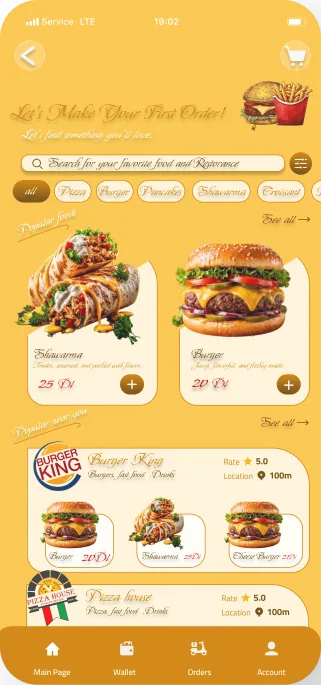 Service LTE 19:02
Let's Make Your First Order!
Let's find something you'll love.
Search for your favorite food and Restorance
all Pizza Burger Pancakes Shawarma Croissant
Popular foods
See all →
Shawarma
Tender, seasoned, and packed with flavor.
25 Dl
+
Burger
Juicy, flavorful, and freshly made.
20 Dl
+
Popular near you
See all →
BURGER KING
Burger King
Burgers, fast food . Drinks
Rate 5.0
Location 100m
Burger 20Dl
Shawarma 25Dl
Cheese Burger 21Dl
PIZZA HOUSE
Pizza house
Pizza, fast food . Drinks
Rate 5.0
Location 100m
Main Page Wallet Orders Account